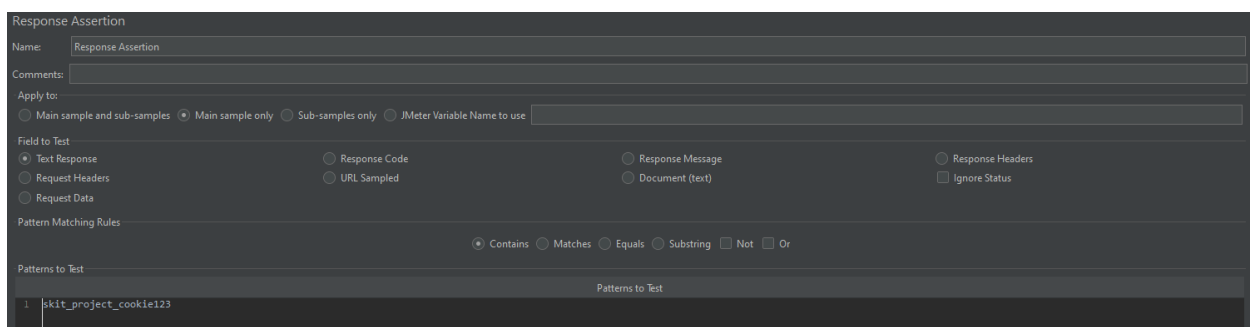 Response Assertion
Name: Response Assertion
Comments:
Apply to:
Main sample and sub-samples Main sample only Sub-samples only JMeter Variable Name to use
Field to Test
Text Response Response Code Response Message Response Headers
Request Headers URL Sampled Document (text) Ignore Status
Request Data
Pattern Matching Rules
Contains Matches Equals Substring Not Or
Patterns to Test
Patterns to Test
1 skit_project_cookie123